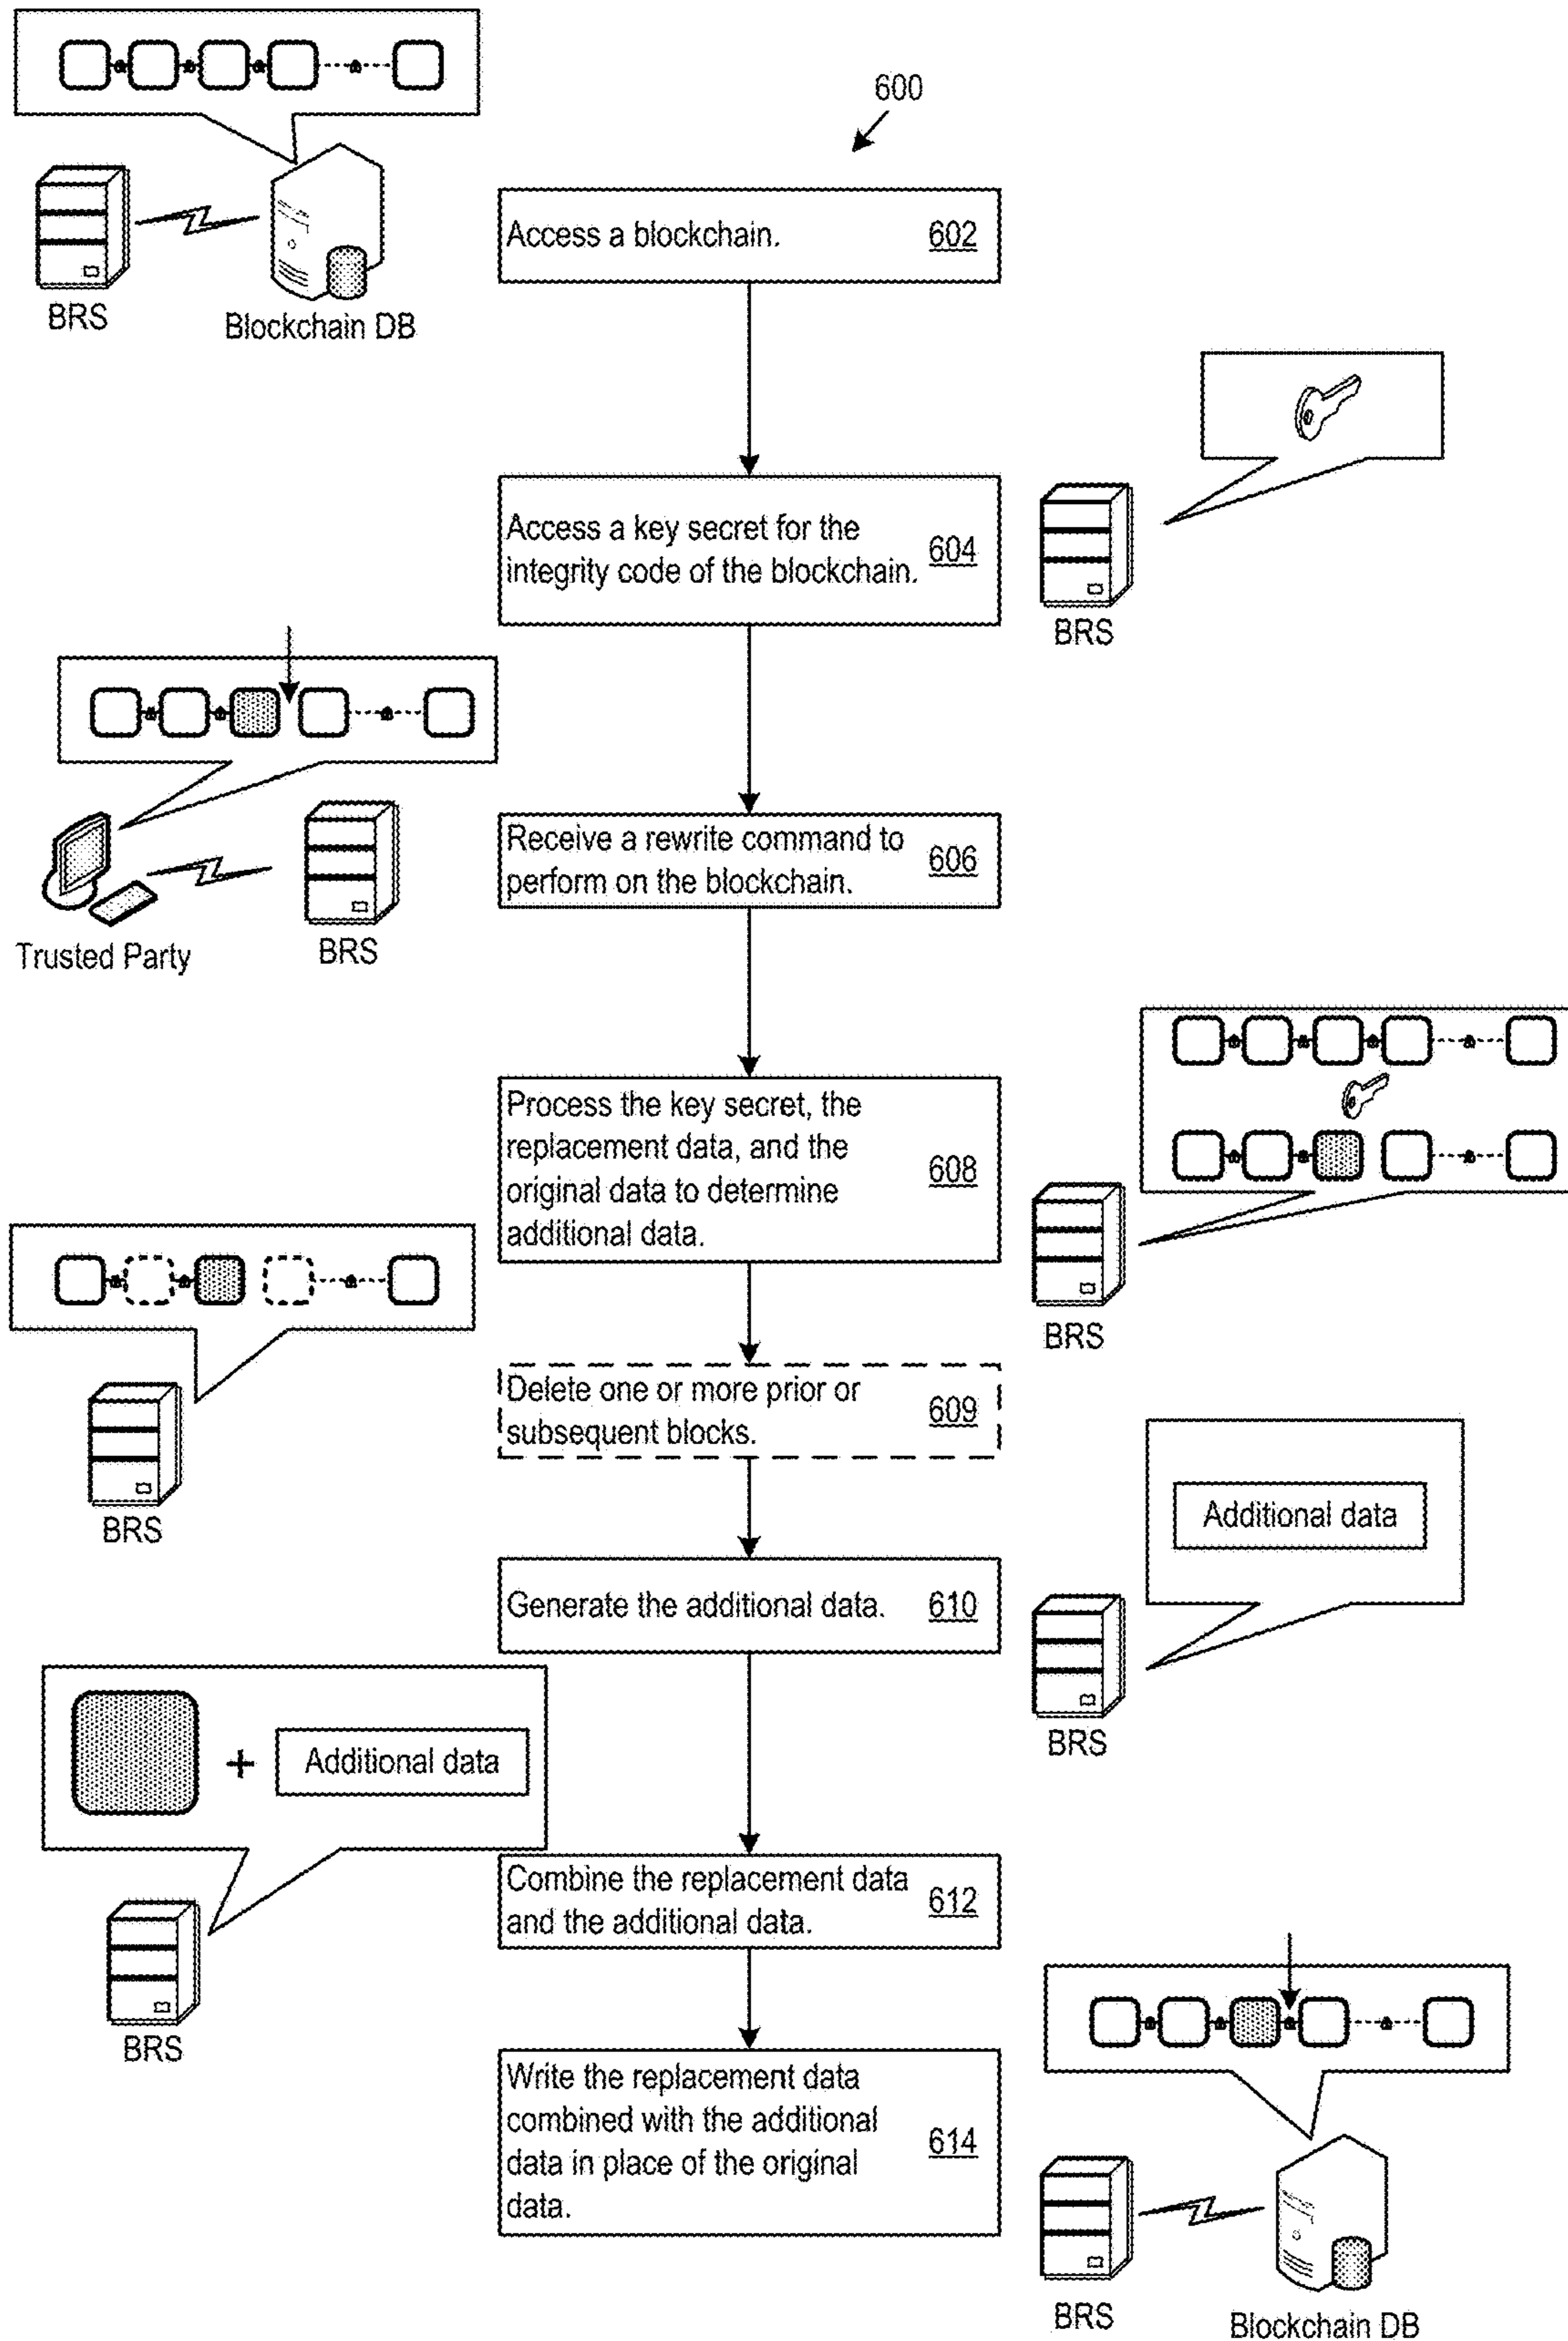 600
Access a blockchain. 602
BRS
Blockchain DB
Access a key secret for the
integrity code of the blockchain. 604
BRS
Receive a rewrite command to
perform on the blockchain. 606
Trusted Party
BRS
Process the key secret, the
replacement data, and the
original data to determine
additional data. 608
BRS
Delete one or more prior or
subsequent blocks. 609
BRS
Additional data
Generate the additional data. 610
BRS
+ Additional data
Combine the replacement data
and the additional data. 612
BRS
Write the replacement data
combined with the additional
data in place of the original
data. 614
BRS
Blockchain DB